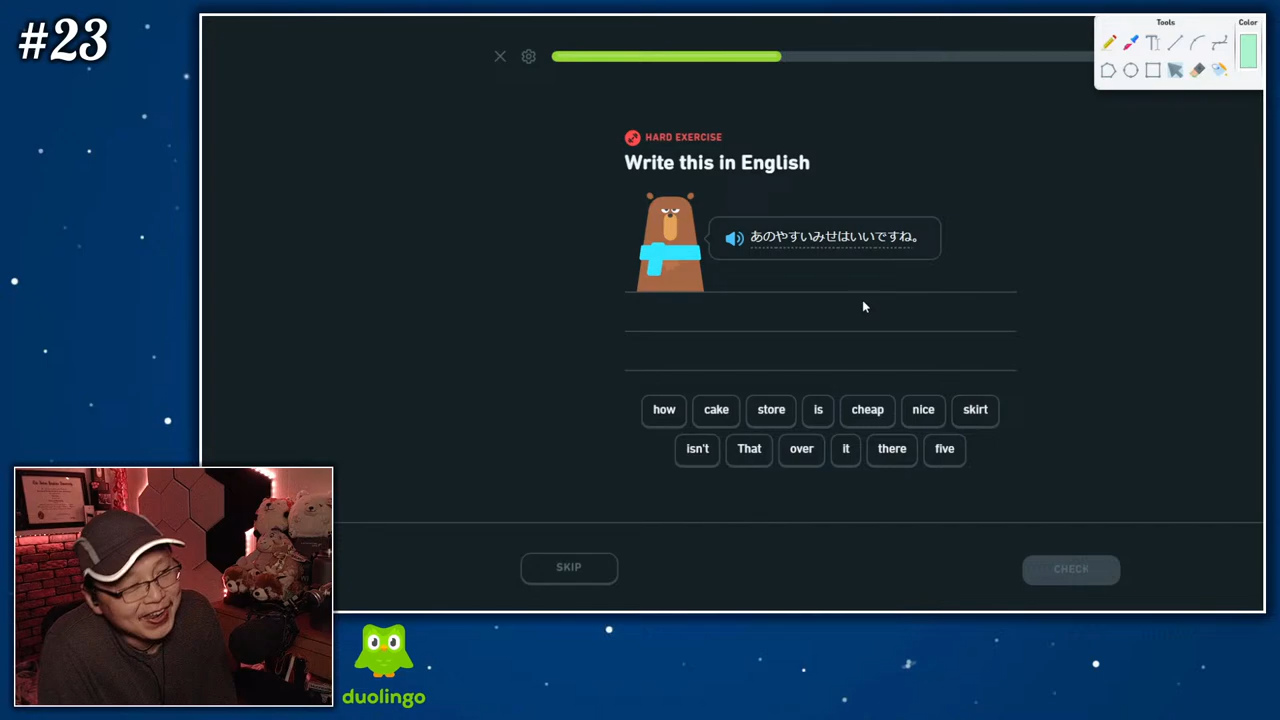 #23
Tools
Color
HARD EXERCISE
Write this in English
あのやすいみせはいいですね。
how cake store is cheap nice skirt
isn't That over it there five
SKIP
CHECK
duolingo